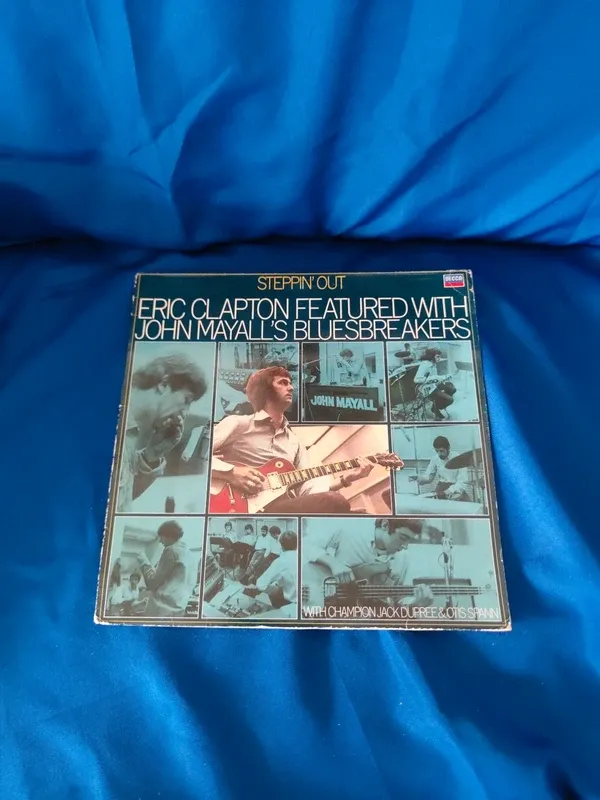 STEPPIN' OUT
DECCA
ERIC CLAPTON FEATURED WITH
JOHN MAYALL'S BLUESBREAKERS
JOHN MAYALL
WITH CHAMPION JACK DUPREE & OTIS SPANN